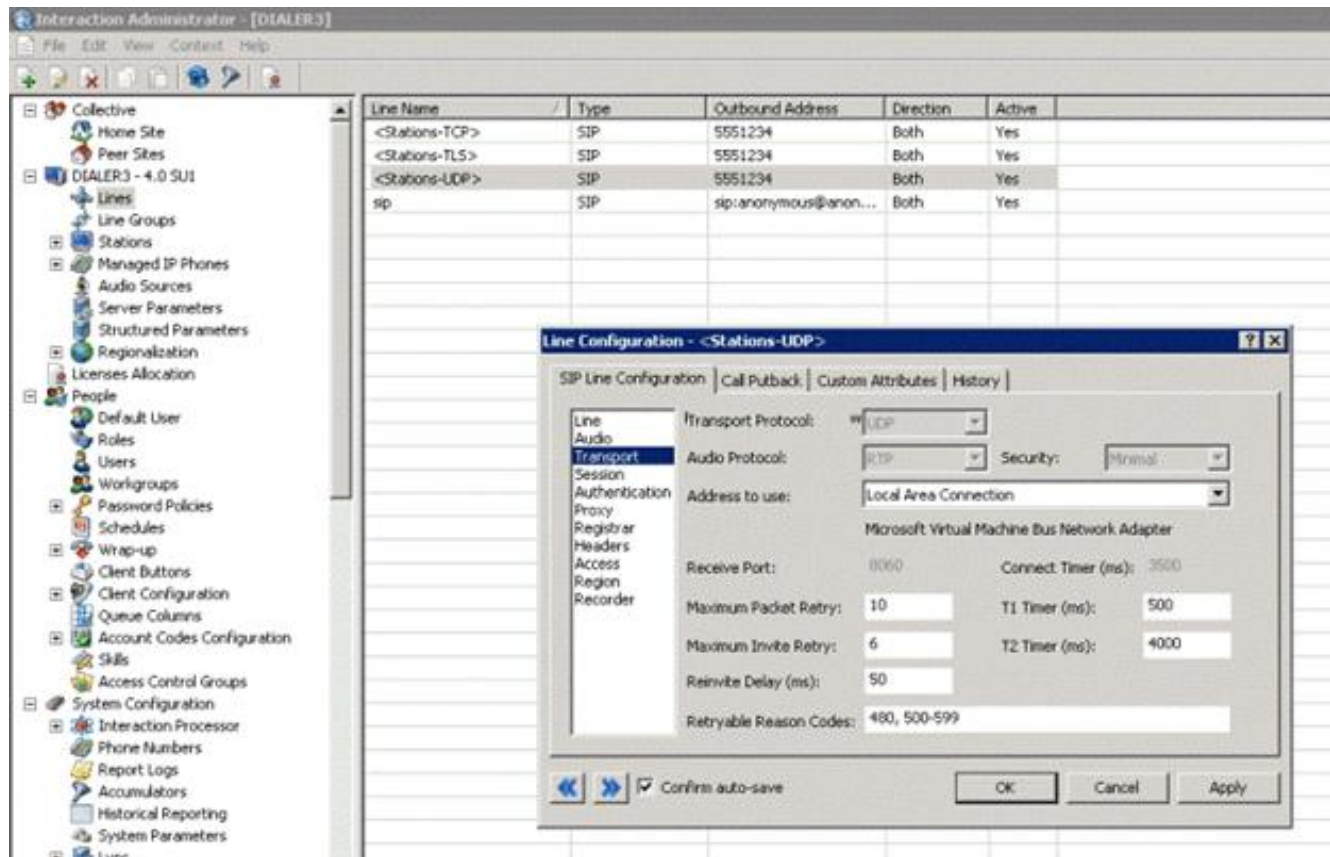 Interaction Administrator - [DIALER3]
File Edit View Context Help
Collective
Home Site
Peer Sites
DIALER3 - 4.0 SU1
Lines
Line Groups
Stations
Managed IP Phones
Audio Sources
Server Parameters
Structured Parameters
Regionalization
Licenses Allocation
People
Default User
Roles
Users
Workgroups
Password Policies
Schedules
Wrap-up
Client Buttons
Client Configuration
Queue Columns
Account Codes Configuration
Skills
Access Control Groups
System Configuration
Interaction Processor
Phone Numbers
Report Logs
Accumulators
Historical Reporting
System Parameters
Line Name / Type Outbound Address Direction Active
<Stations-TCP> SIP 5551234 Both Yes
<Stations-TLS> SIP 5551234 Both Yes
<Stations-UDP> SIP 5551234 Both Yes
sip SIP sip:anonymous@anon... Both Yes
Line Configuration - <Stations-UDP>
SIP Line Configuration Call Putback Custom Attributes History
Line
Audio
Transport
Session
Authentication
Proxy
Registrar
Headers
Access
Region
Recorder
Transport Protocol: UDP
Audio Protocol: RTP Security: Minimal
Address to use: Local Area Connection
Microsoft Virtual Machine Bus Network Adapter
Receive Port: 8060 Connect Timer (ms): 3500
Maximum Packet Retry: 10 T1 Timer (ms): 500
Maximum Invite Retry: 6 T2 Timer (ms): 4000
Reinvite Delay (ms): 50
Retryable Reason Codes: 480, 500-599
Confirm auto-save OK Cancel Apply